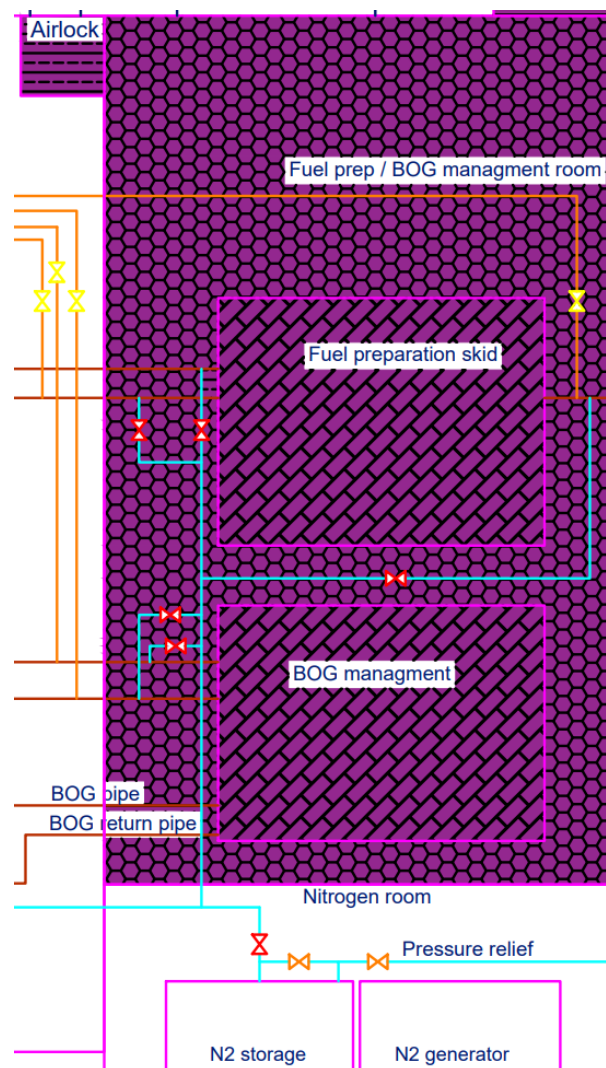 Airlock
Fuel prep / BOG managment room
Fuel preparation skid
BOG managment
BOG pipe
BOG return pipe
Nitrogen room
Pressure relief
N2 storage
N2 generator